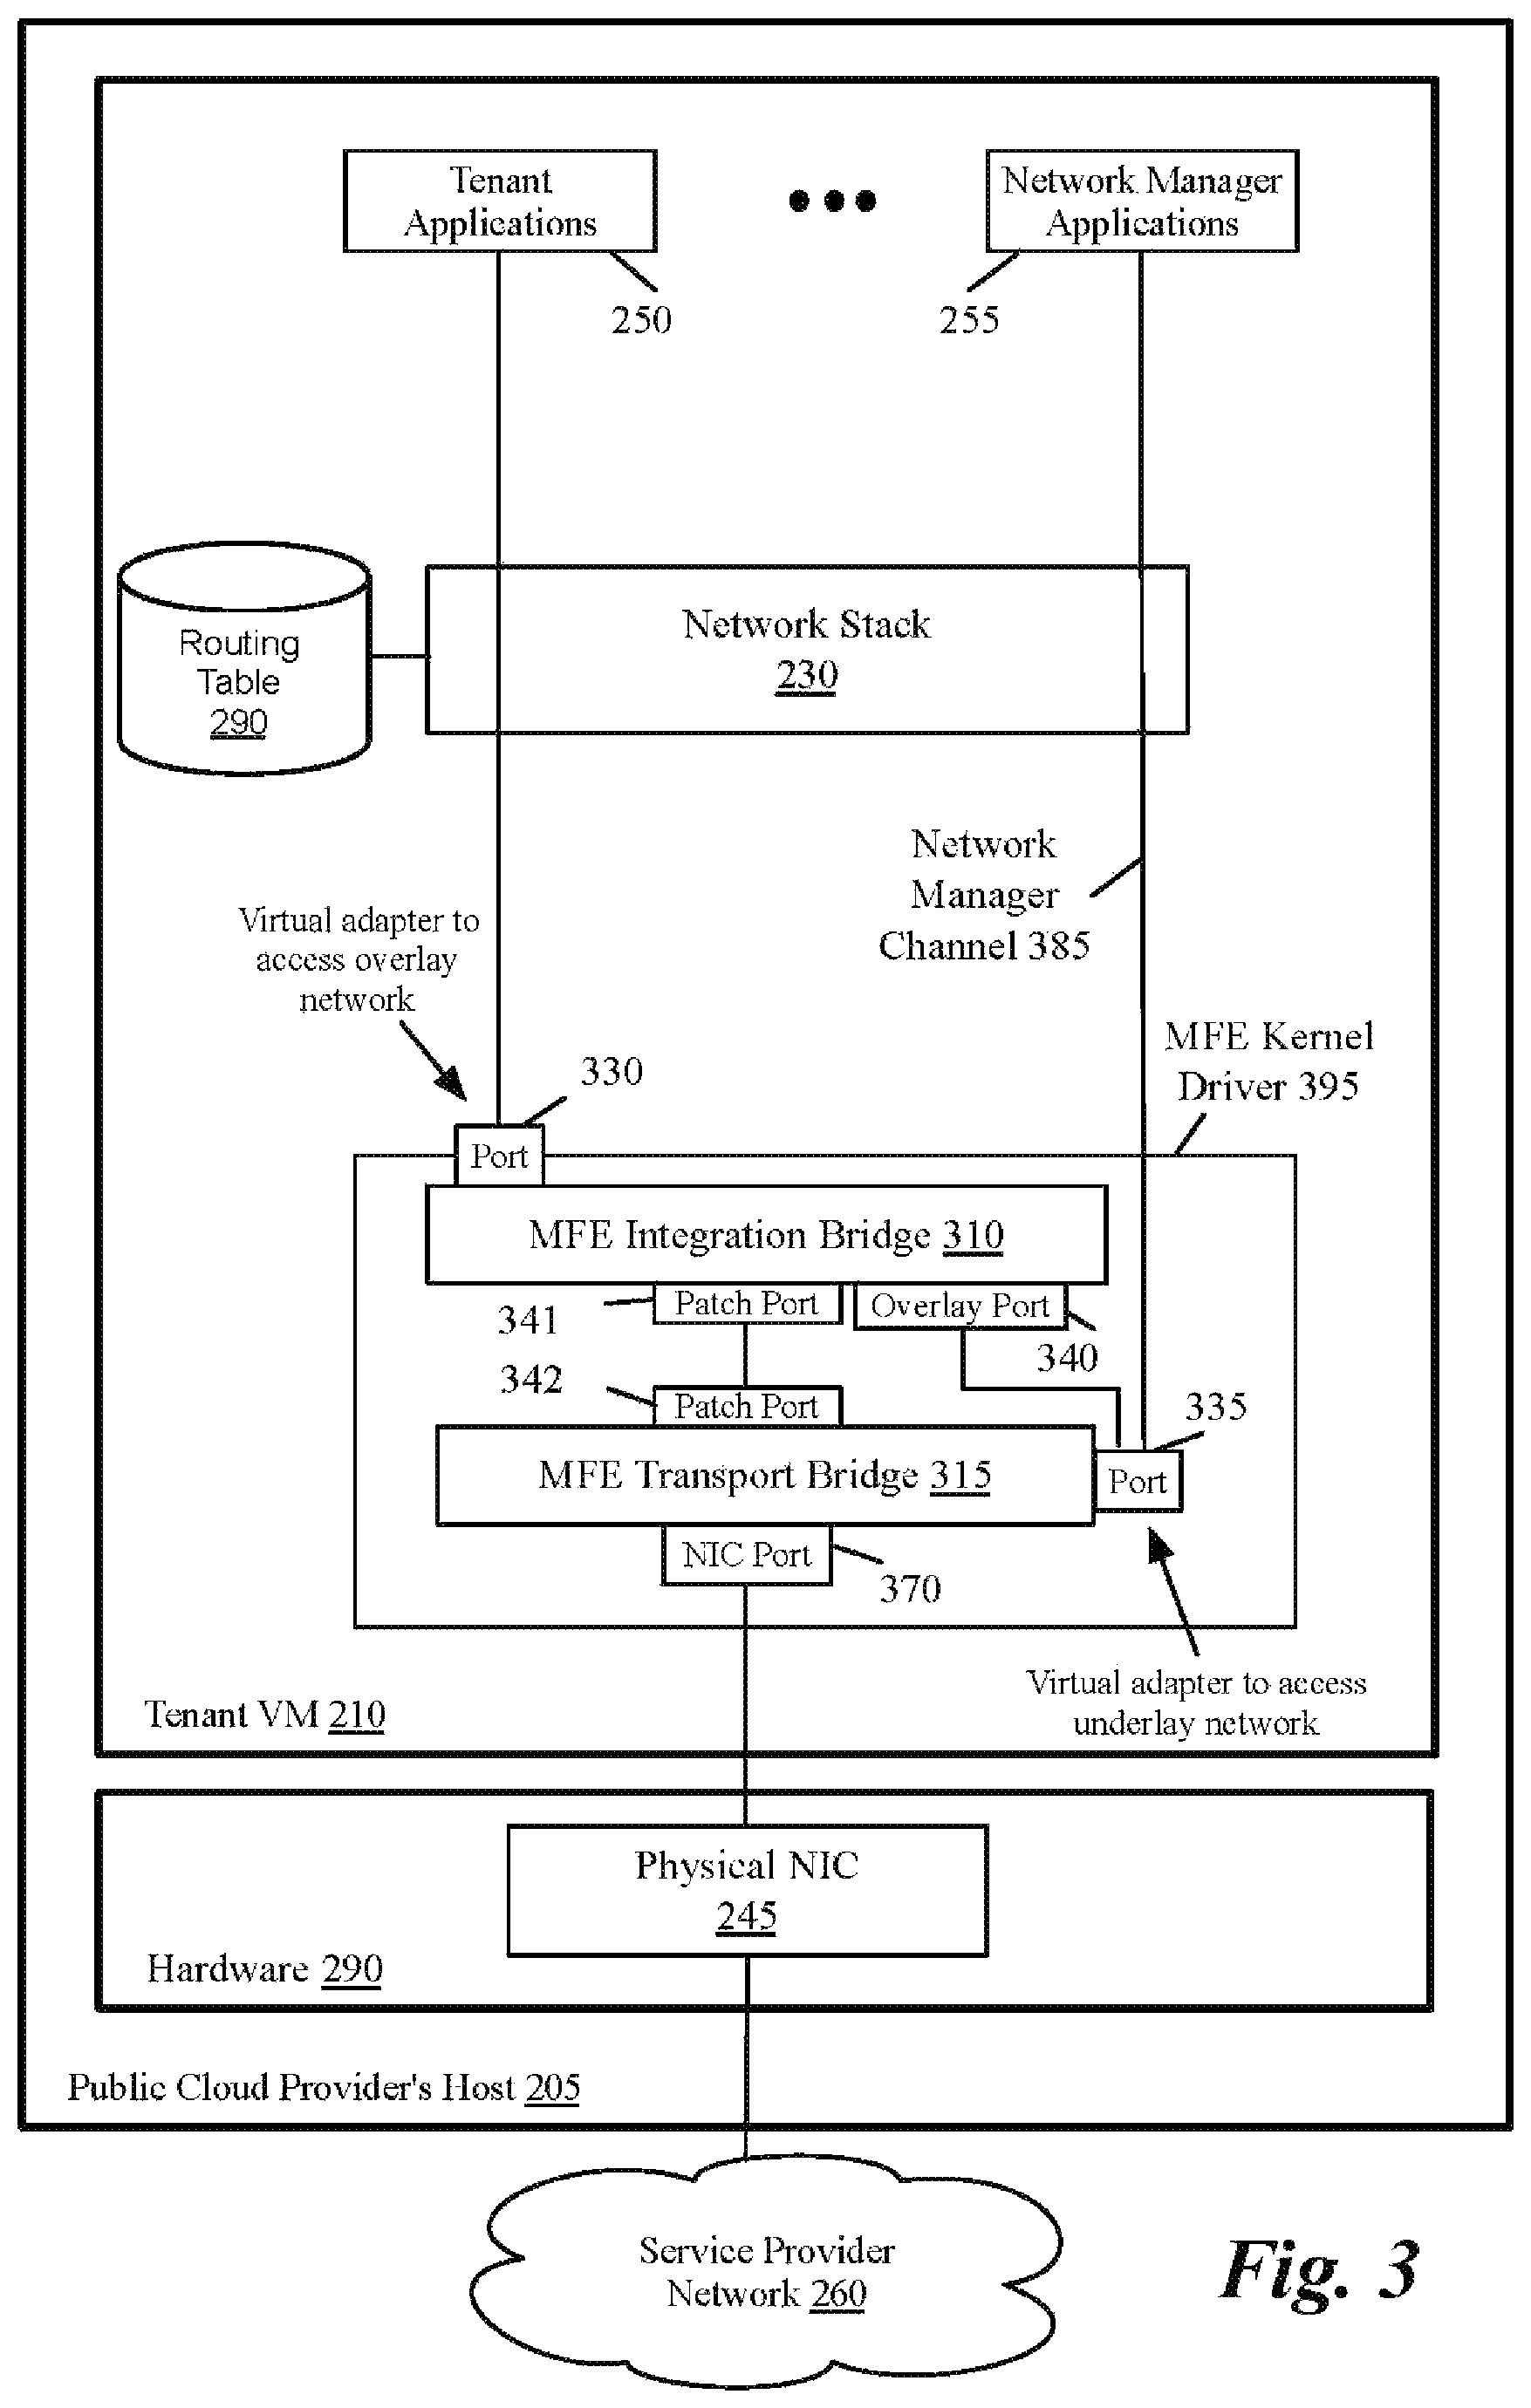 Tenant
Applications
250
Network Manager
Applications
255
Routing
Table
290
Network Stack
230
Network
Manager
Channel 385
Virtual adapter to
access overlay
network
330
MFE Kernel
Driver 395
Port
MFE Integration Bridge 310
341
Patch Port
Overlay Port
340
342
Patch Port
335
MFE Transport Bridge 315
Port
NIC Port
370
Virtual adapter to access
underlay network
Tenant VM 210
Physical NIC
245
Hardware 290
Public Cloud Provider's Host 205
Service Provider
Network 260
Fig. 3